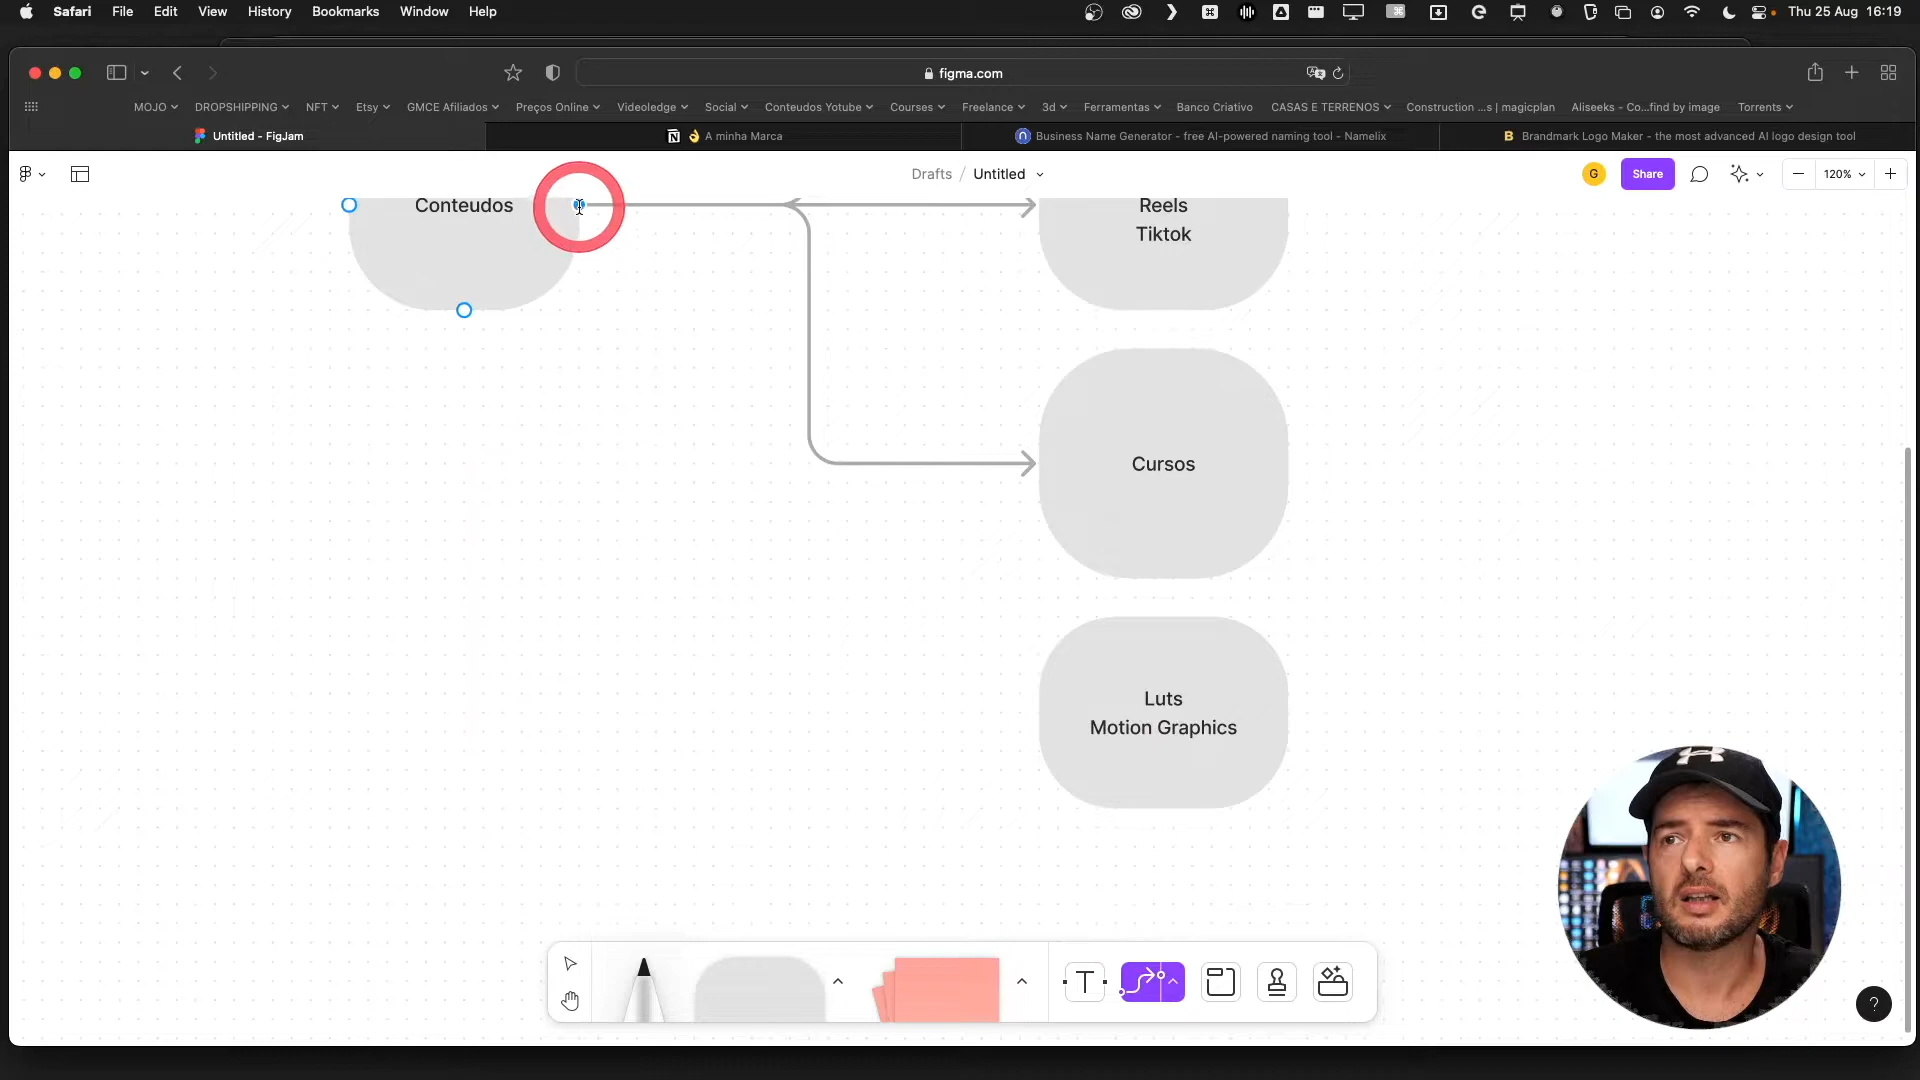 Safari File Edit View History Bookmarks Window Help
Thu 25 Aug 16:19
figma.com
MOJO DROPSHIPPING NFT Etsy GMCE Afiliados Preços Online Videoledge Social Conteudos Yotube Courses Freelance 3d Ferramentas Banco Criativo CASAS E TERRENOS Construction ...s | magicplan Aliseeks - Co...find by image Torrents
Untitled - FigJam
A minha Marca
Business Name Generator - free AI-powered naming tool - Namelix
Brandmark Logo Maker - the most advanced AI logo design tool
Drafts / Untitled
G
Share
120%
Conteudos
Reels
Tiktok
Cursos
Luts
Motion Graphics
T
?